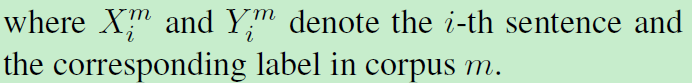 where $X_i^m$ and $Y_i^m$ denote the $i$-th sentence and
the corresponding label in corpus $m$.